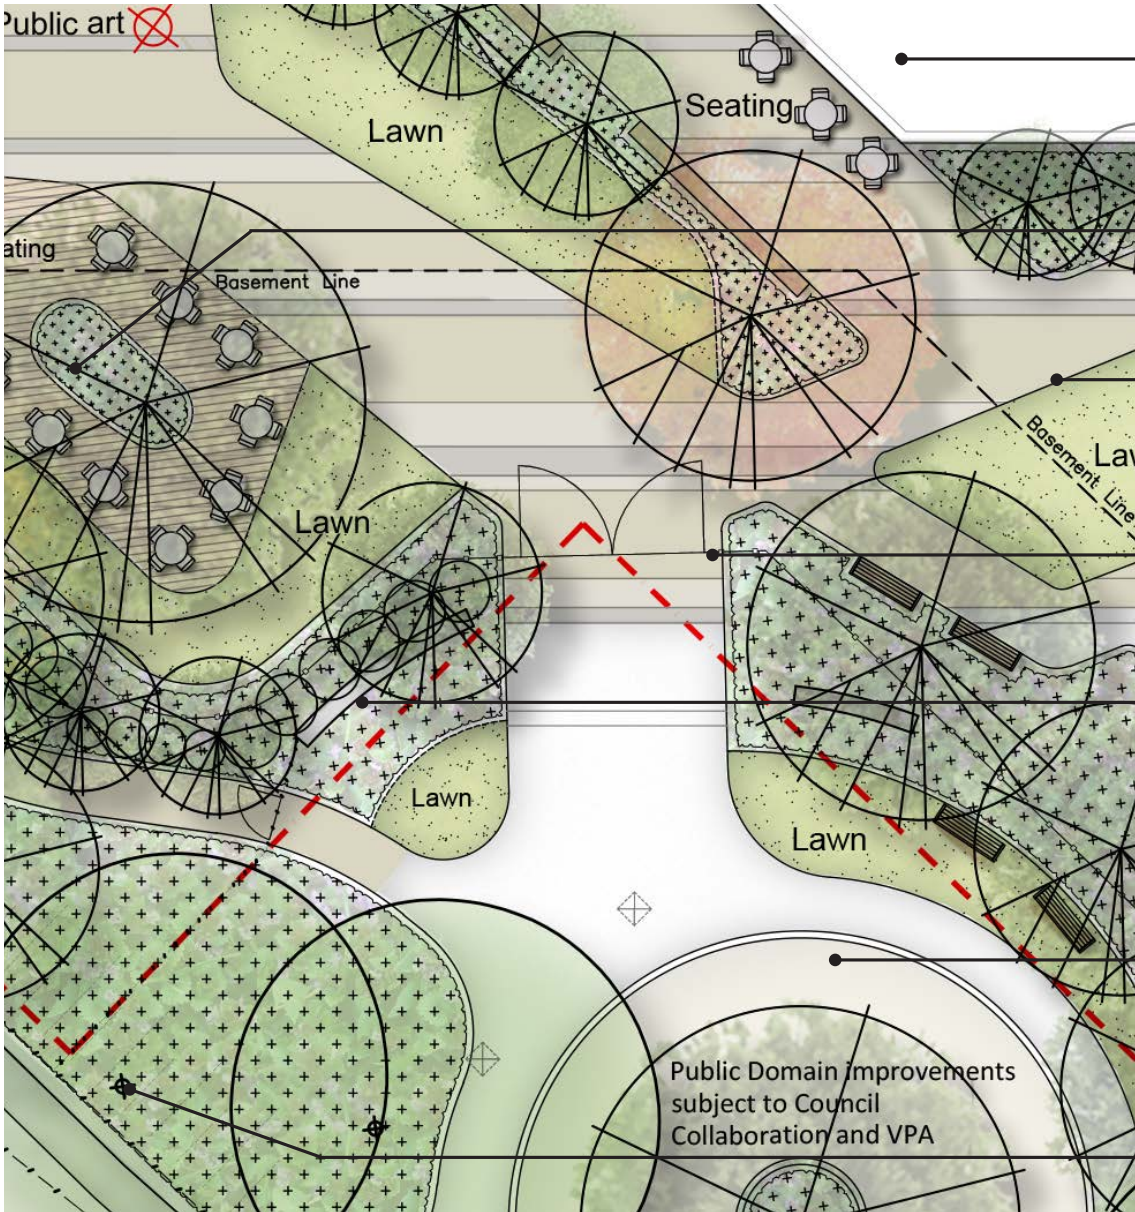 Public art
Seating
Lawn
ating
Basement Line
Basement Line
Law
Lawn
Lawn
Lawn
Public Domain improvements
subject to Council
Collaboration and VPA